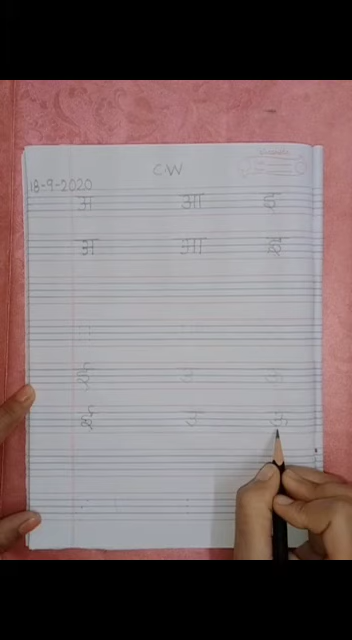 C.W
18-9-2020
अ आ इ
अ आ इ
ई उ ऊ
ई उ ऊ